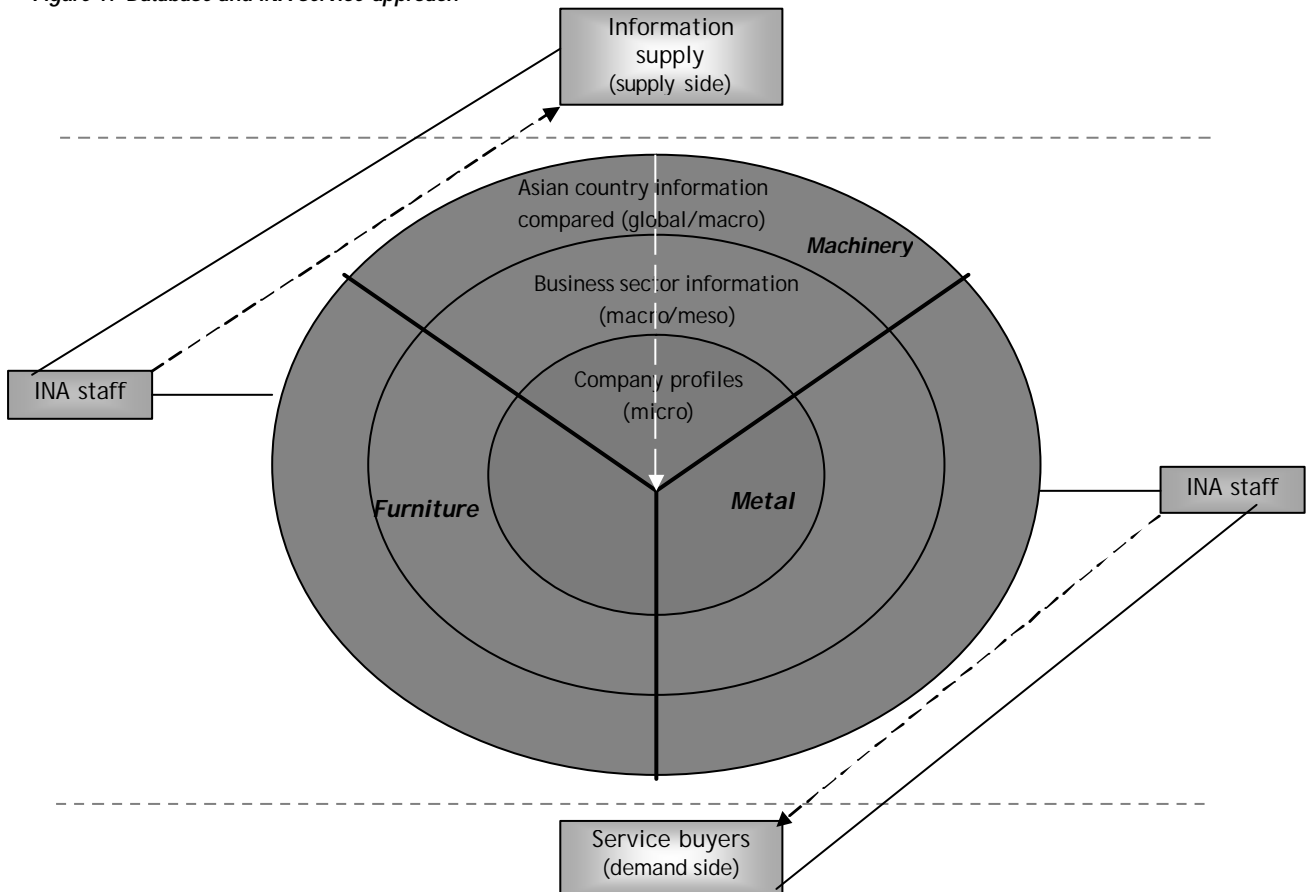 Information
supply
(supply side)
Asian country information
compared (global/macro)
Machinery
Business sector information
(macro/meso)
Company profiles
(micro)
INA staff
Furniture
Metal
INA staff
Service buyers
(demand side)